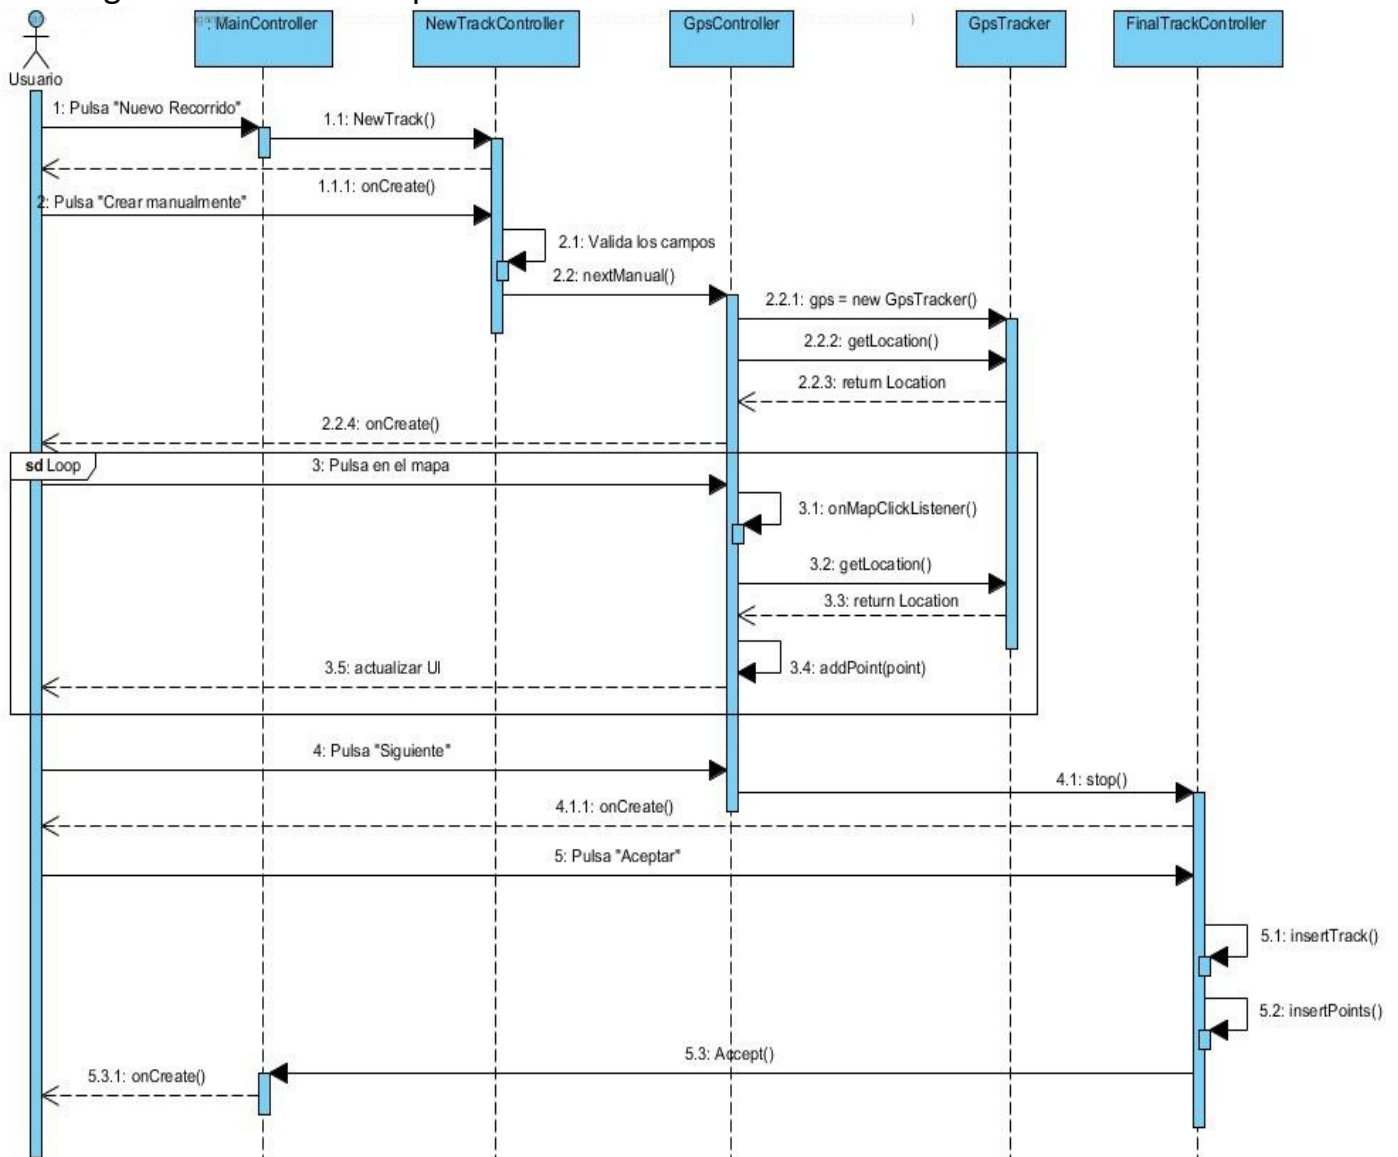 : MainController
NewTrackController
GpsController
GpsTracker
FinalTrackController
Usuario
1: Pulsa "Nuevo Recorrido"
1.1: NewTrack()
1.1.1: onCreate()
2: Pulsa "Crear manualmente"
2.1: Valida los campos
2.2: nextManual()
2.2.1: gps = new GpsTracker()
2.2.2: getLocation()
2.2.3: return Location
2.2.4: onCreate()
sd Loop
3: Pulsa en el mapa
3.1: onMapClickListener()
3.2: getLocation()
3.3: return Location
3.4: addPoint(point)
3.5: actualizar UI
4: Pulsa "Siguiente"
4.1: stop()
4.1.1: onCreate()
5: Pulsa "Aceptar"
5.1: insertTrack()
5.2: insertPoints()
5.3: Accept()
5.3.1: onCreate()